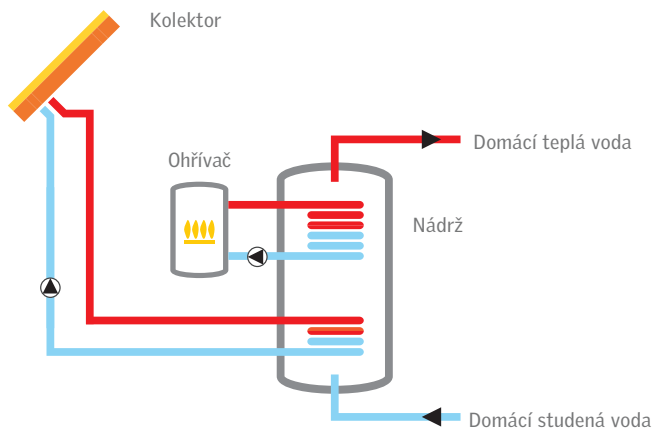 Kolektor
Domácí teplá voda
Ohřívač
Nádrž
Domácí studená voda